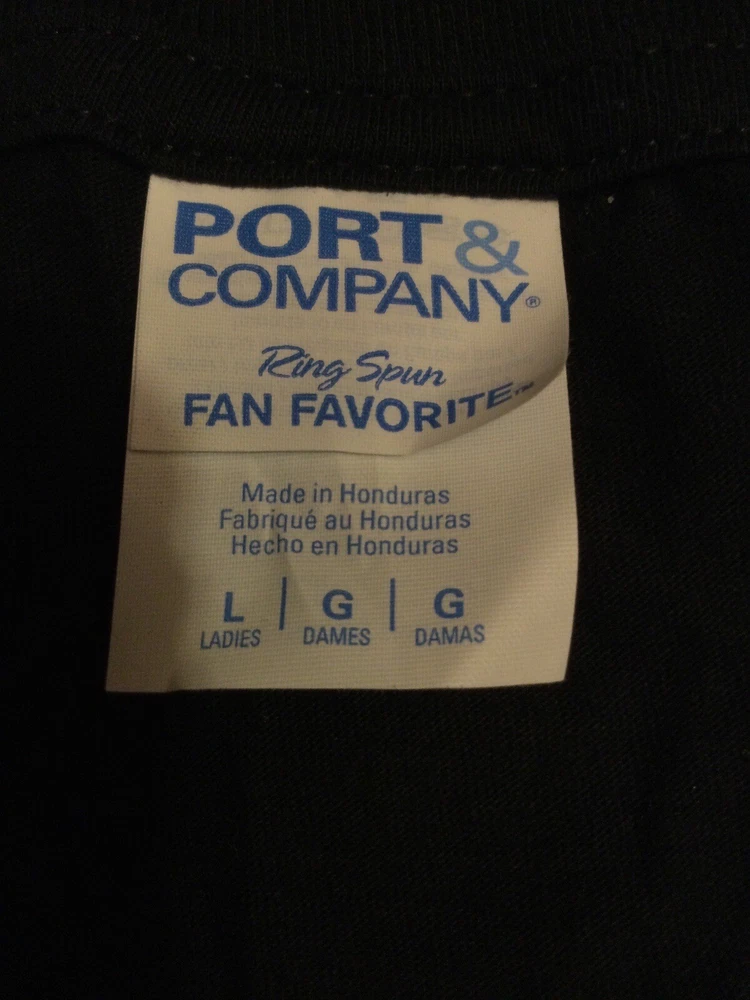 PORT &
COMPANY®
Ring Spun
FAN FAVORITE™
Made in Honduras
Fabriqué au Honduras
Hecho en Honduras
L | G | G
LADIES DAMES DAMAS